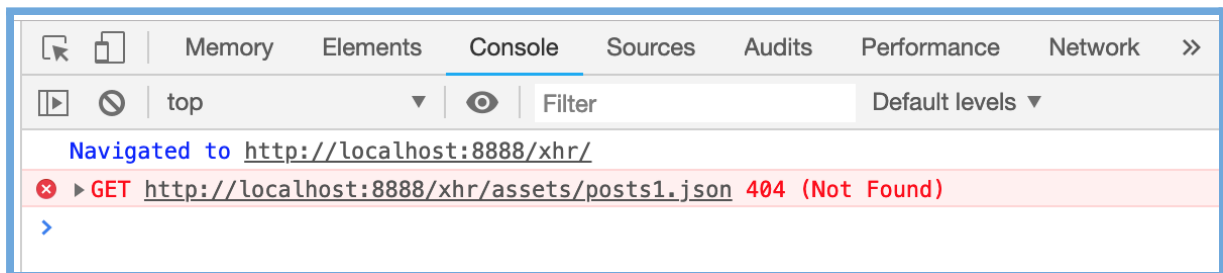 Memory Elements Console Sources Audits Performance Network »
top ▼ Filter Default levels ▼
Navigated to http://localhost:8888/xhr/
GET http://localhost:8888/xhr/assets/posts1.json 404 (Not Found)
>